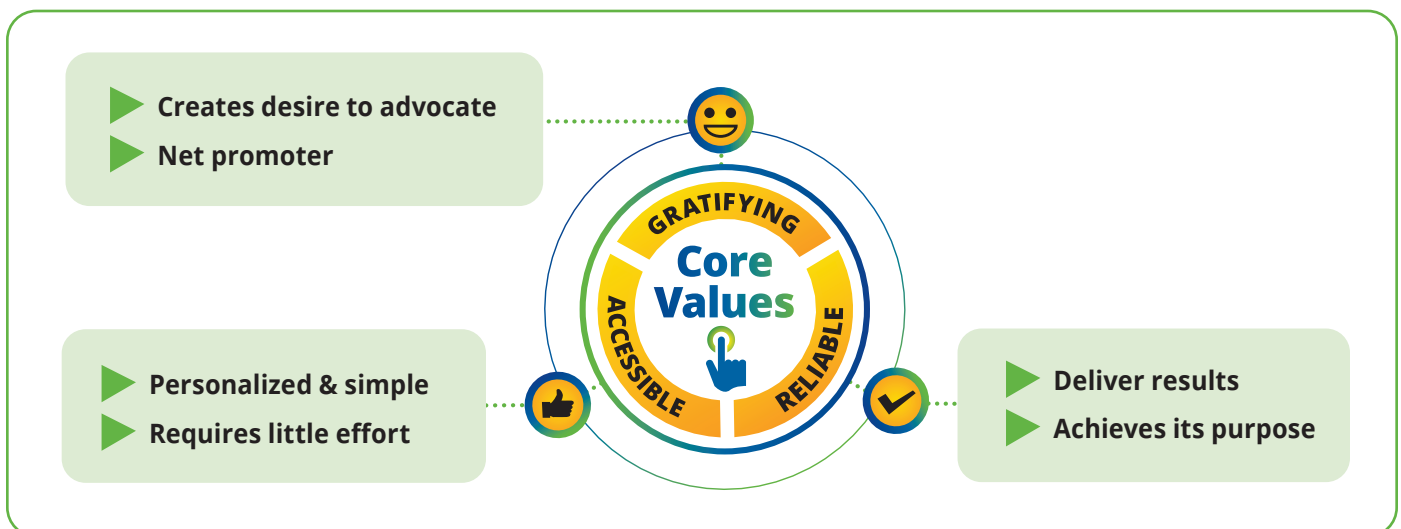 Creates desire to advocate
Net promoter
GRATIFYING
Core
Values
ACCESSIBLE
RELIABLE
Personalized & simple
Requires little effort
Deliver results
Achieves its purpose